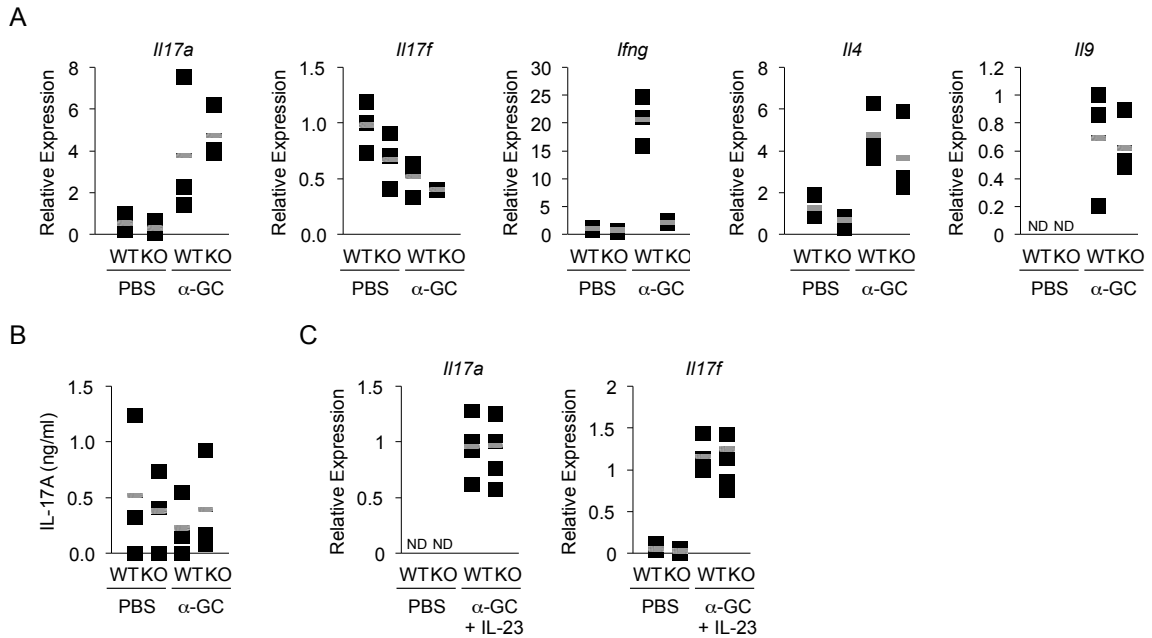 A
Il17a
Il17f
Ifng
Il4
Il9
Relative Expression
8
6
4
2
0
WT KO WT KO
PBS
α-GC
Relative Expression
1.5
1.0
0.5
0.0
WT KO WT KO
PBS
α-GC
Relative Expression
30
25
20
15
10
5
0
WT KO WT KO
PBS
α-GC
Relative Expression
8
6
4
2
0
WT KO WT KO
PBS
α-GC
Relative Expression
1.2
1
0.8
0.6
0.4
0.2
0
ND ND
WT KO WT KO
PBS
α-GC
B
IL-17A (ng/ml)
1.5
1.0
0.5
0.0
WT KO WT KO
PBS
α-GC
C
Il17a
Relative Expression
1.5
1
0.5
0
ND ND
WT KO WT KO
PBS
α-GC
+ IL-23
Il17f
Relative Expression
2
1.5
1
0.5
0
WT KO WT KO
PBS
α-GC
+ IL-23